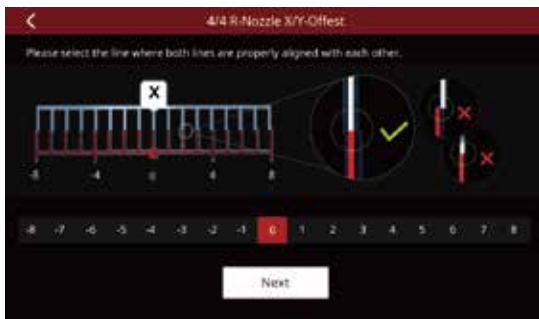 4/4 R-Nozzle X/Y-Offest
Please select the line where both lines are properly aligned with each other.
X
-8 -4 0 4 8
-8 -7 -6 -5 -4 -3 -2 -1 0 1 2 3 4 5 6 7 8
Next